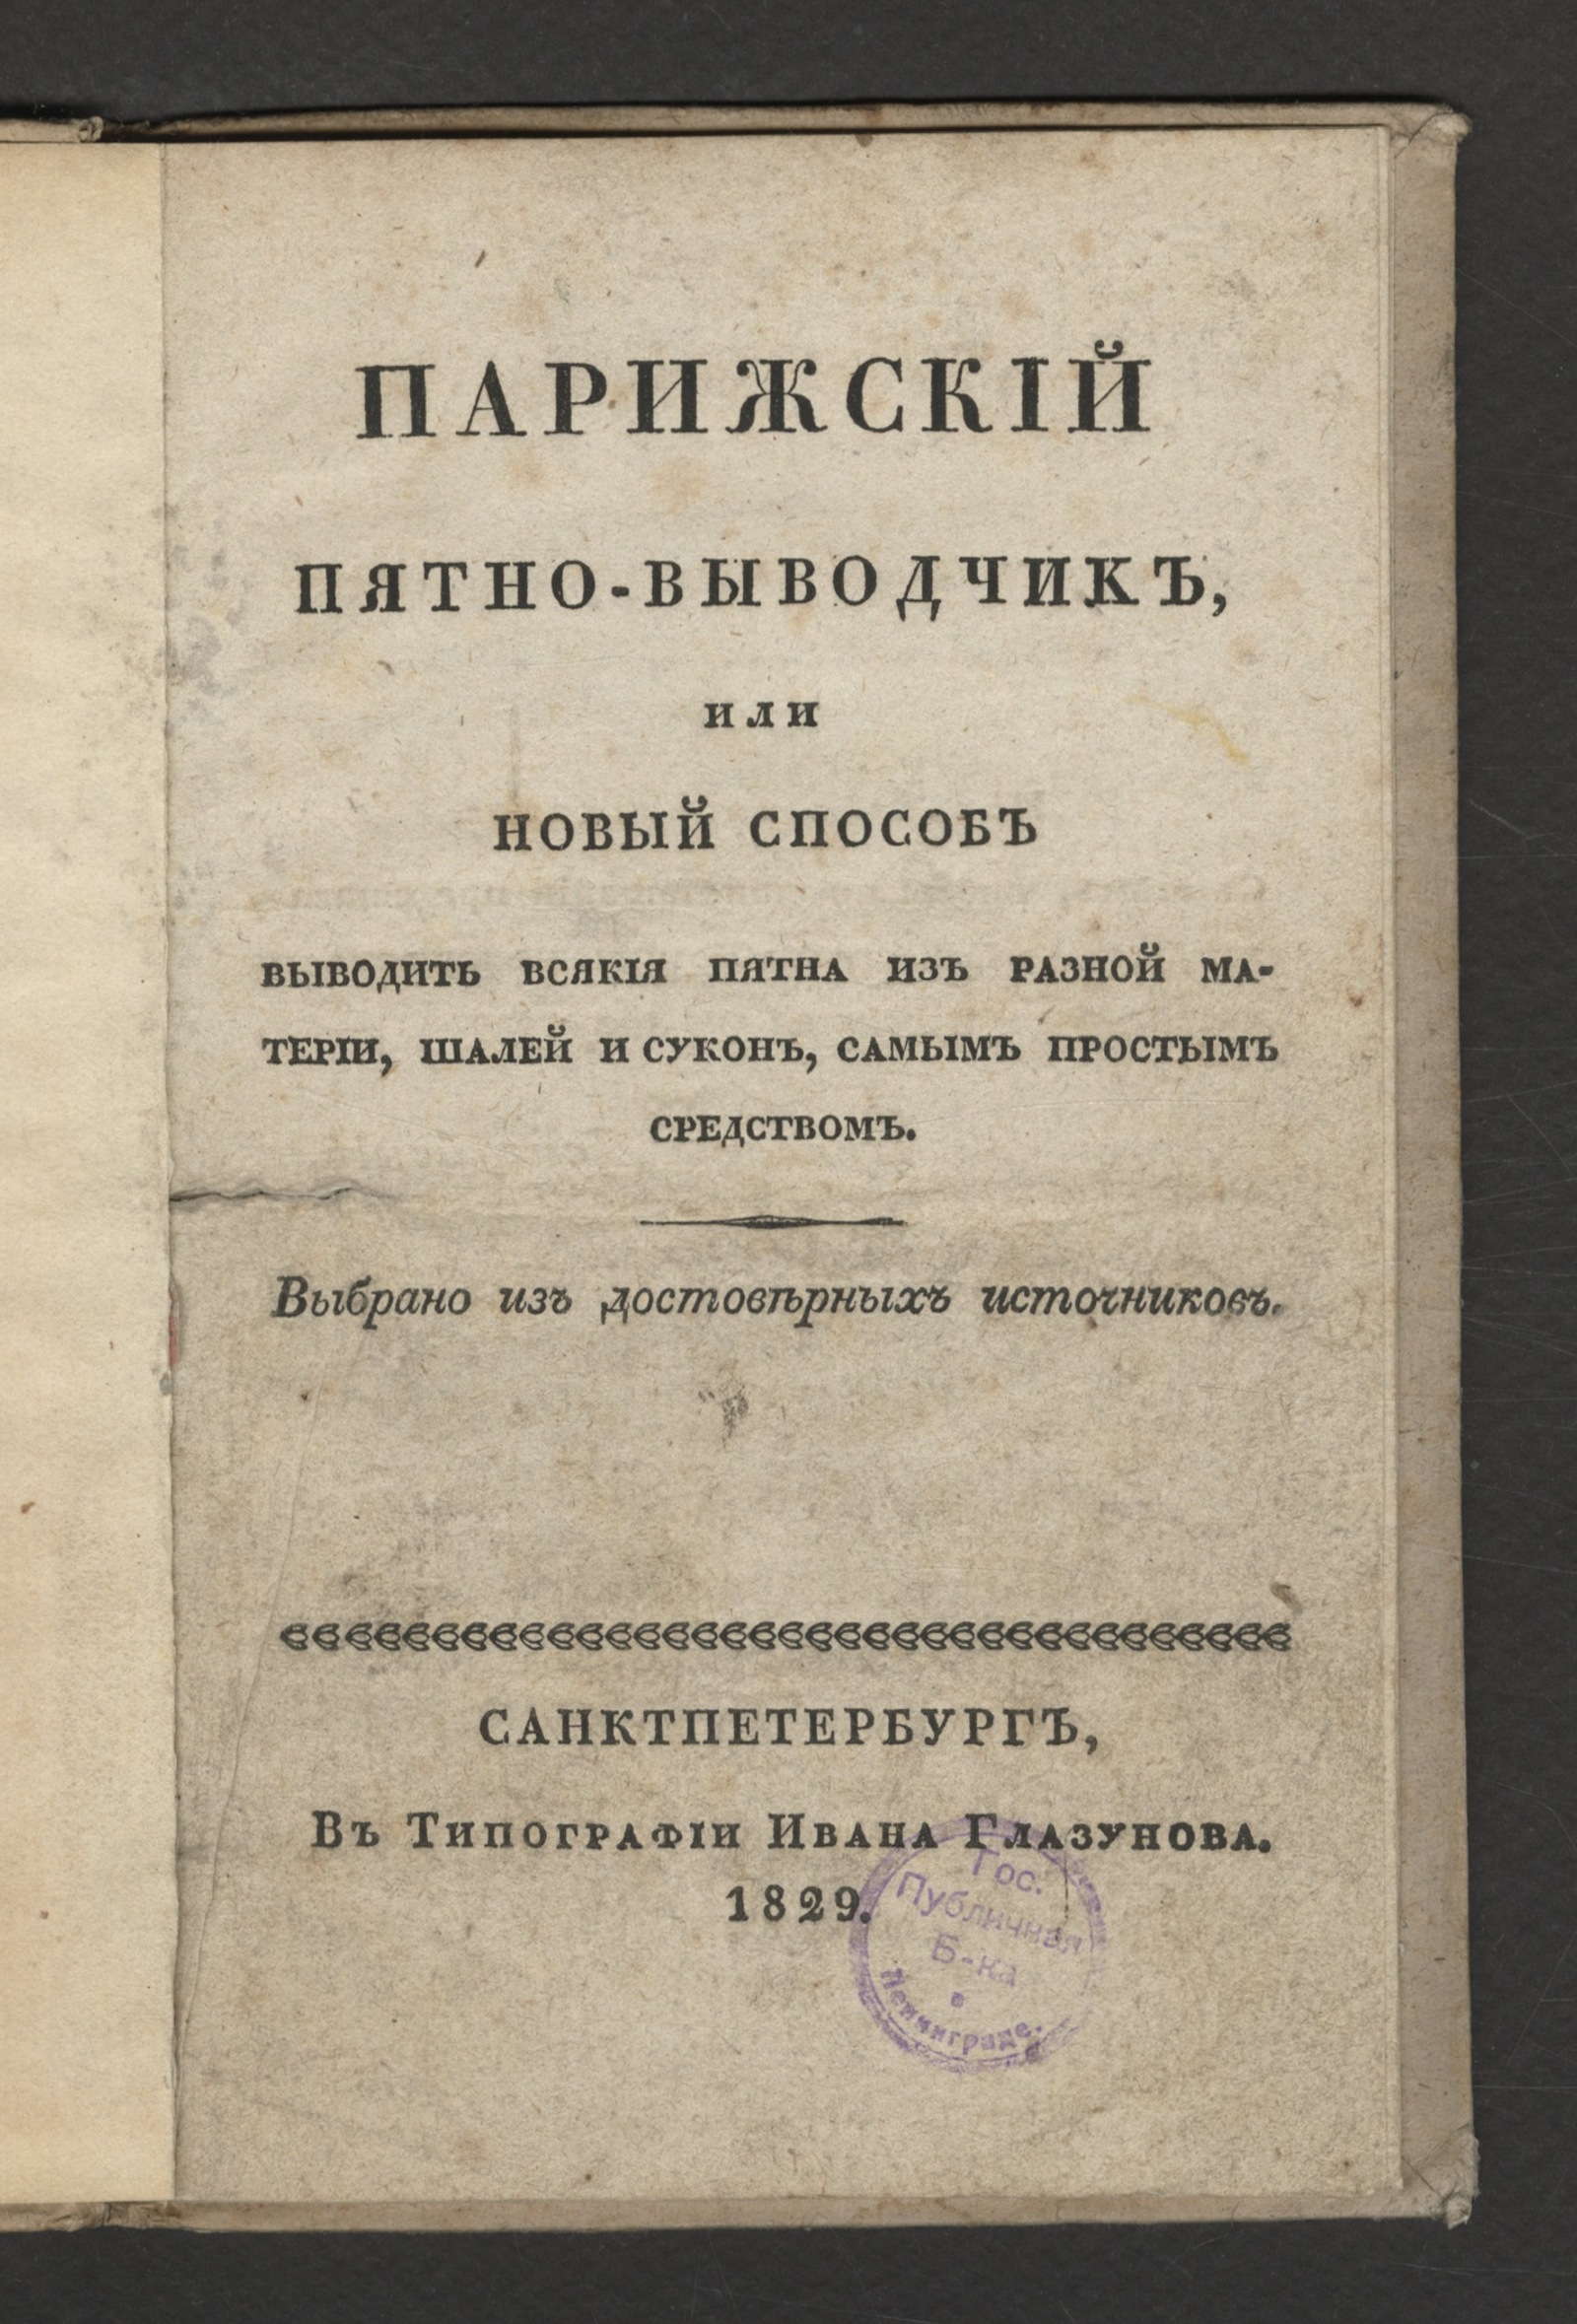 ПАРИЖСКІЙ
ПЯТНО-ВЫВОДЧИКЪ,
ИЛИ
НОВЫЙ СПОСОБЪ
ВЫВОДИТЬ ВСЯКІЯ ПЯТНА ИЗЪ РАЗНОЙ МА-
ТЕРІИ, ШАЛЕЙ И СУКОНЪ, САМЫМЪ ПРОСТЫМЪ
СРЕДСТВОМЪ.
Выбрано изъ достовѣрныхъ источниковъ.
САНКТПЕТЕРБУРГЪ,
Въ Типографіи Ивана Глазунова.
1829.
Гос.
Публичная
Б-ка
в
Ленинграде.